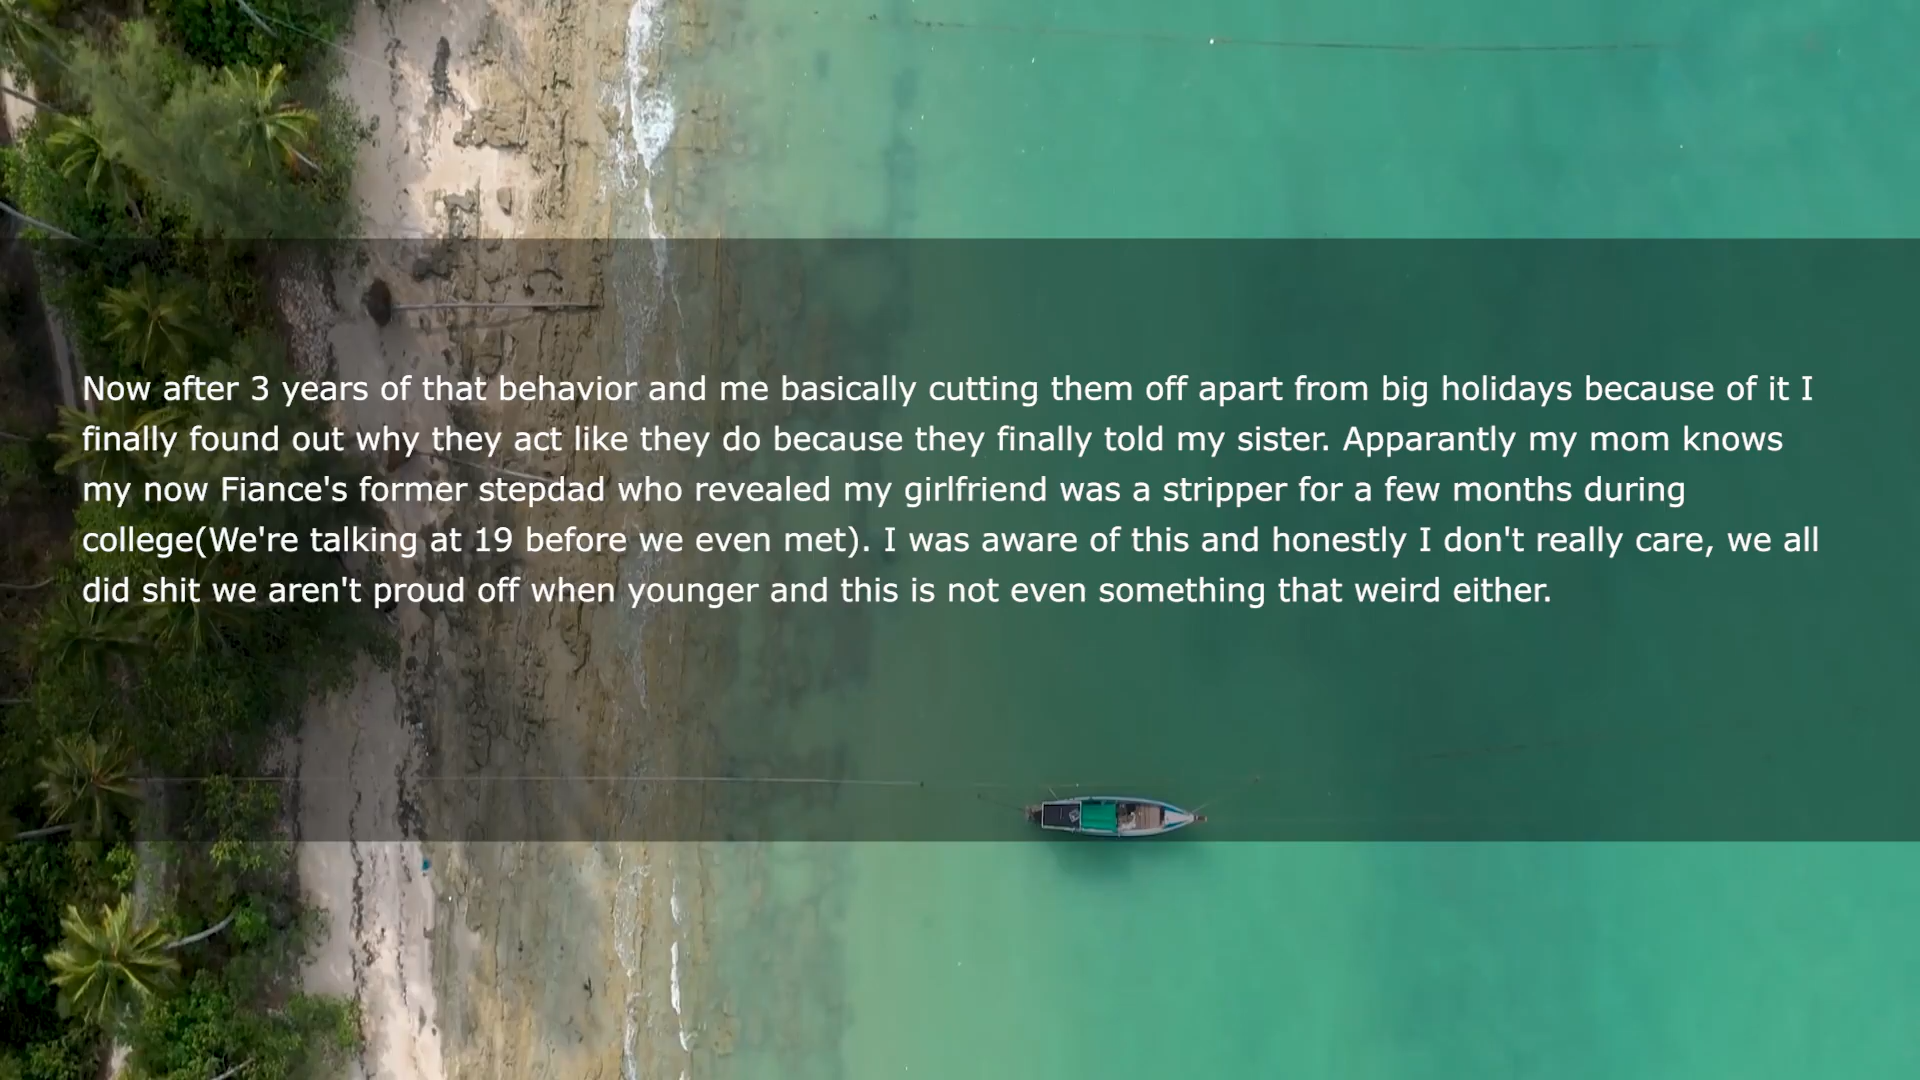 Now after 3 years of that behavior and me basically cutting them off apart from big holidays because of it I
finally found out why they act like they do because they finally told my sister. Apparantly my mom knows
my now Fiance's former stepdad who revealed my girlfriend was a stripper for a few months during
college(We're talking at 19 before we even met). I was aware of this and honestly I don't really care, we all
did shit we aren't proud off when younger and this is not even something that weird either.